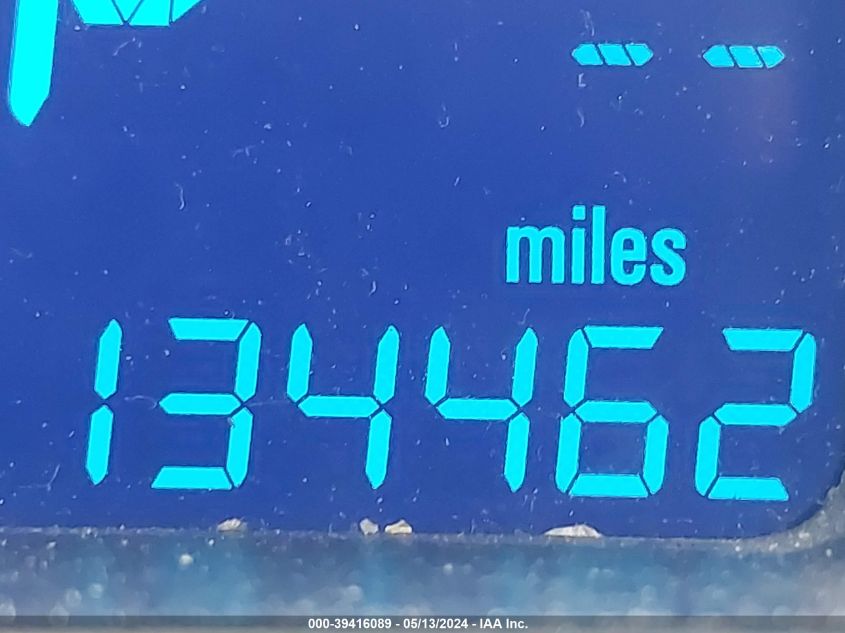 P
--
miles
134462
000-39416089 - 05/13/2024 - IAA Inc.